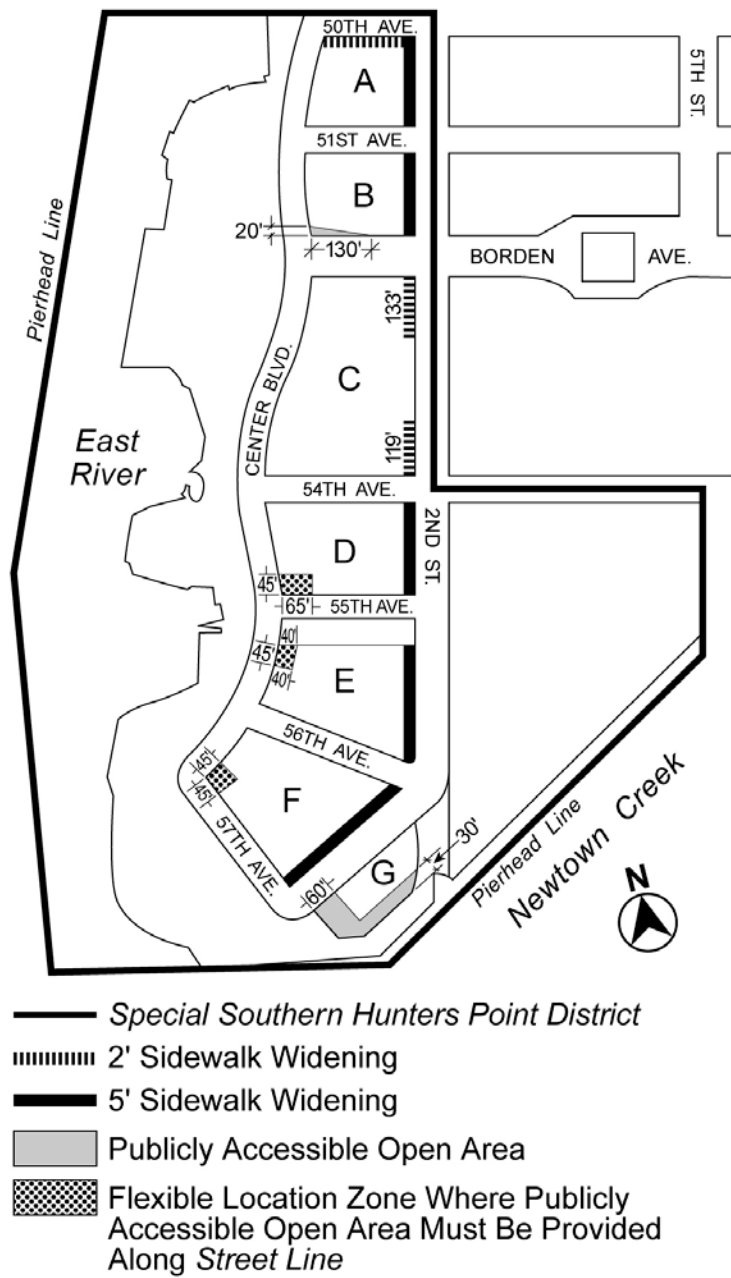 50TH AVE.
A
5TH ST.
51ST AVE.
B
20'
130'
BORDEN AVE.
Pierhead Line
133'
C
CENTER BLVD.
East
River
119'
54TH AVE.
2ND ST.
D
45'
65'
55TH AVE.
40'
45'
E
40'
56TH AVE.
45'
F
45'
57TH AVE.
30'
G
60'
Pierhead Line
Newtown Creek
N
Special Southern Hunters Point District
2' Sidewalk Widening
5' Sidewalk Widening
Publicly Accessible Open Area
Flexible Location Zone Where Publicly
Accessible Open Area Must Be Provided
Along Street Line